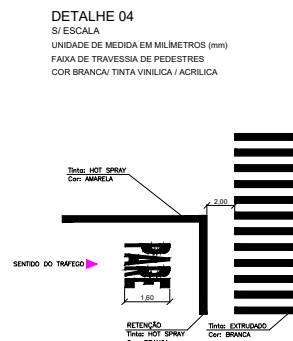 DETALHE 04
S/ ESCALA
UNIDADE DE MEDIDA EM MILÍMETROS (mm)
FAIXA DE TRAVESSIA DE PEDESTRES
COR BRANCA/ TINTA VINILICA / ACRILICA
Tinta: HOT SPRAY
Cor: AMARELA
2,00
SENTIDO DO TRÁFEGO
PARE
1,60
RETENÇÃO
Tinta: HOT SPRAY
Tinta: EXTRUDADO
Cor: BRANCA